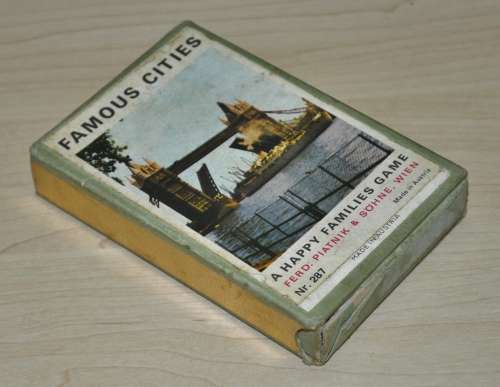 FAMOUS CITIES
A HAPPY FAMILIES GAME
FERD. PIATNIK & SÖHNE, WIEN
Nr. 287
Made in Austria
MADE IN AUSTRIA